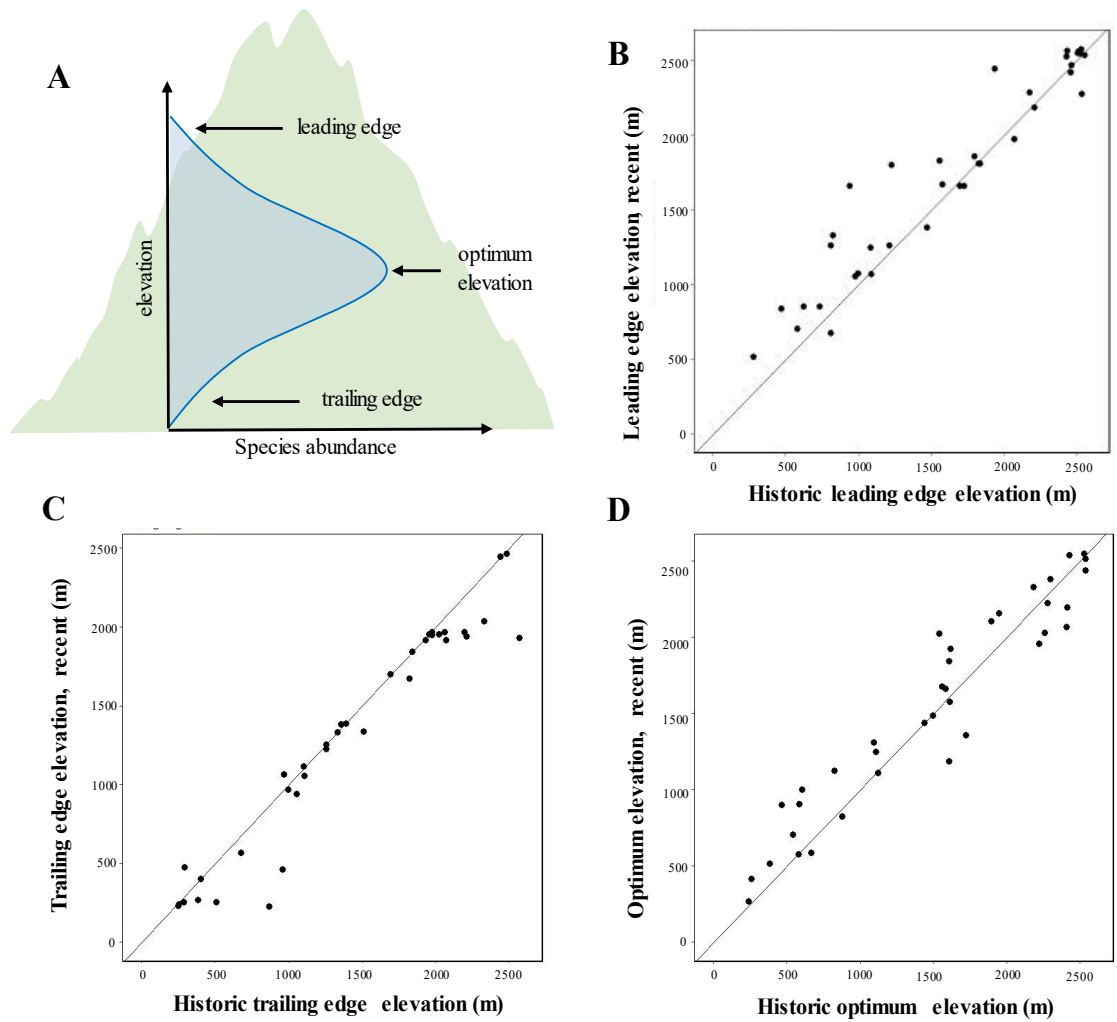 A
elevation
leading edge
optimum
elevation
trailing edge
Species abundance
B
Leading edge elevation, recent (m)
2500
2000
1500
1000
500
0
0 500 1000 1500 2000 2500
Historic leading edge elevation (m)
C
Trailing edge elevation, recent (m)
2500
2000
1500
1000
500
0
0 500 1000 1500 2000 2500
Historic trailing edge elevation (m)
D
Optimum elevation, recent (m)
2500
2000
1500
1000
500
0
0 500 1000 1500 2000 2500
Historic optimum elevation (m)